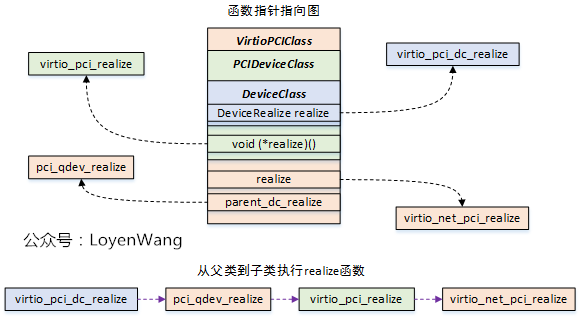 函数指针指向图
VirtioPCIClass
PCIDeviceClass
virtio_pci_realize
virtio_pci_dc_realize
DeviceClass
DeviceRealize realize
void (*realize)()
pci_qdev_realize
realize
parent_dc_realize
virtio_net_pci_realize
公众号：LoyenWang
从父类到子类执行realize函数
virtio_pci_dc_realize
pci_qdev_realize
virtio_pci_realize
virtio_net_pci_realize